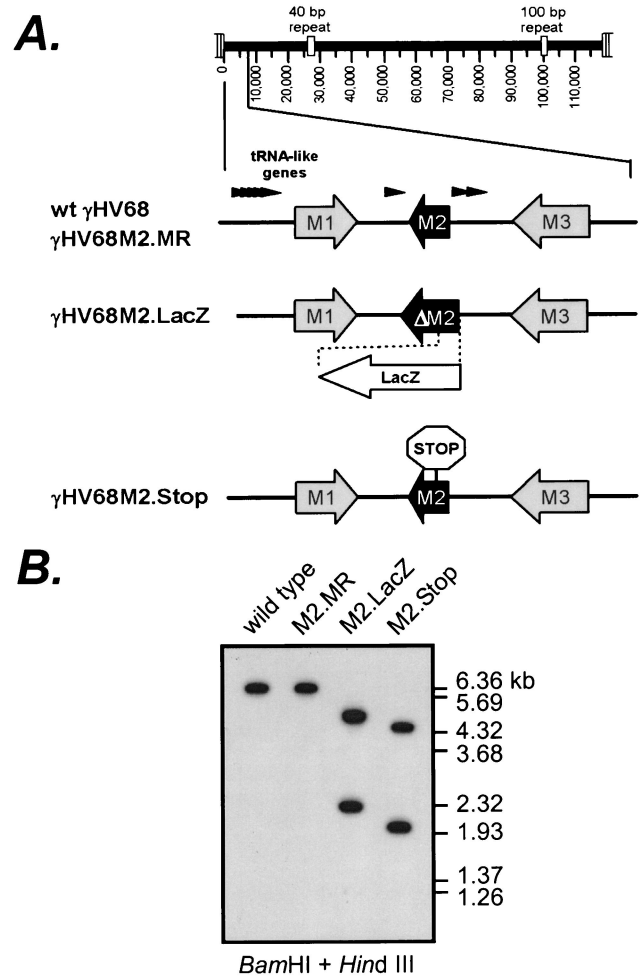 A.
40 bp
repeat
100 bp
repeat
0
10,000
20,000
30,000
40,000
50,000
60,000
70,000
80,000
90,000
100,000
110,000
tRNA-like
genes
wt γHV68
γHV68M2.MR
M1
M2
M3
γHV68M2.LacZ
M1
ΔM2
M3
LacZ
STOP
γHV68M2.Stop
M1
M2
M3
B.
wild type
M2.MR
M2.LacZ
M2.Stop
6.36 kb
5.69
4.32
3.68
2.32
1.93
1.37
1.26
BamHI + Hind III